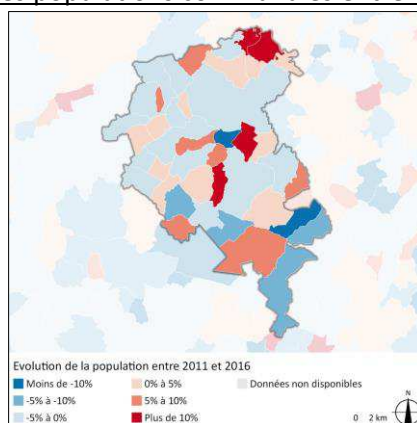 Evolution de la population entre 2011 et 2016
Moins de -10%
0% à 5%
Données non disponibles
-5% à -10%
5% à 10%
-5% à 0%
Plus de 10%
N
0 2 km